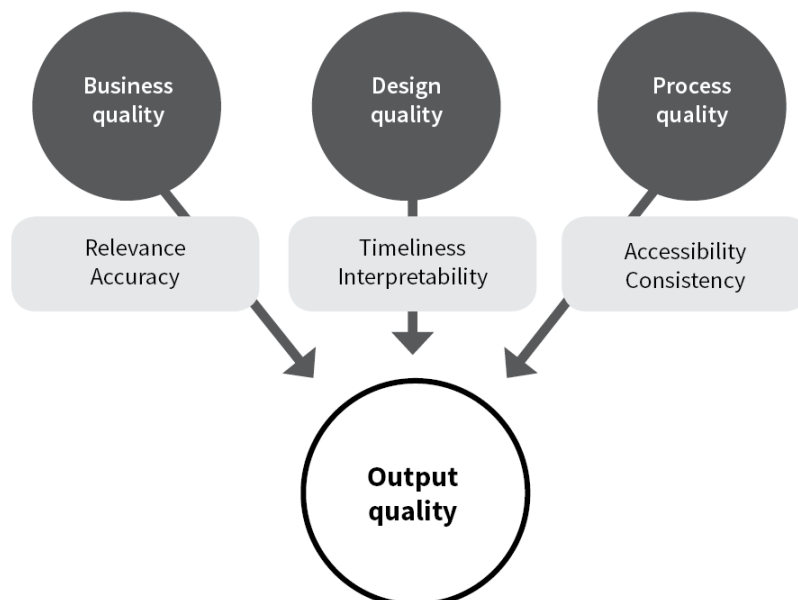 Business
quality
Design
quality
Process
quality
Relevance
Accuracy
Timeliness
Interpretability
Accessibility
Consistency
Output
quality